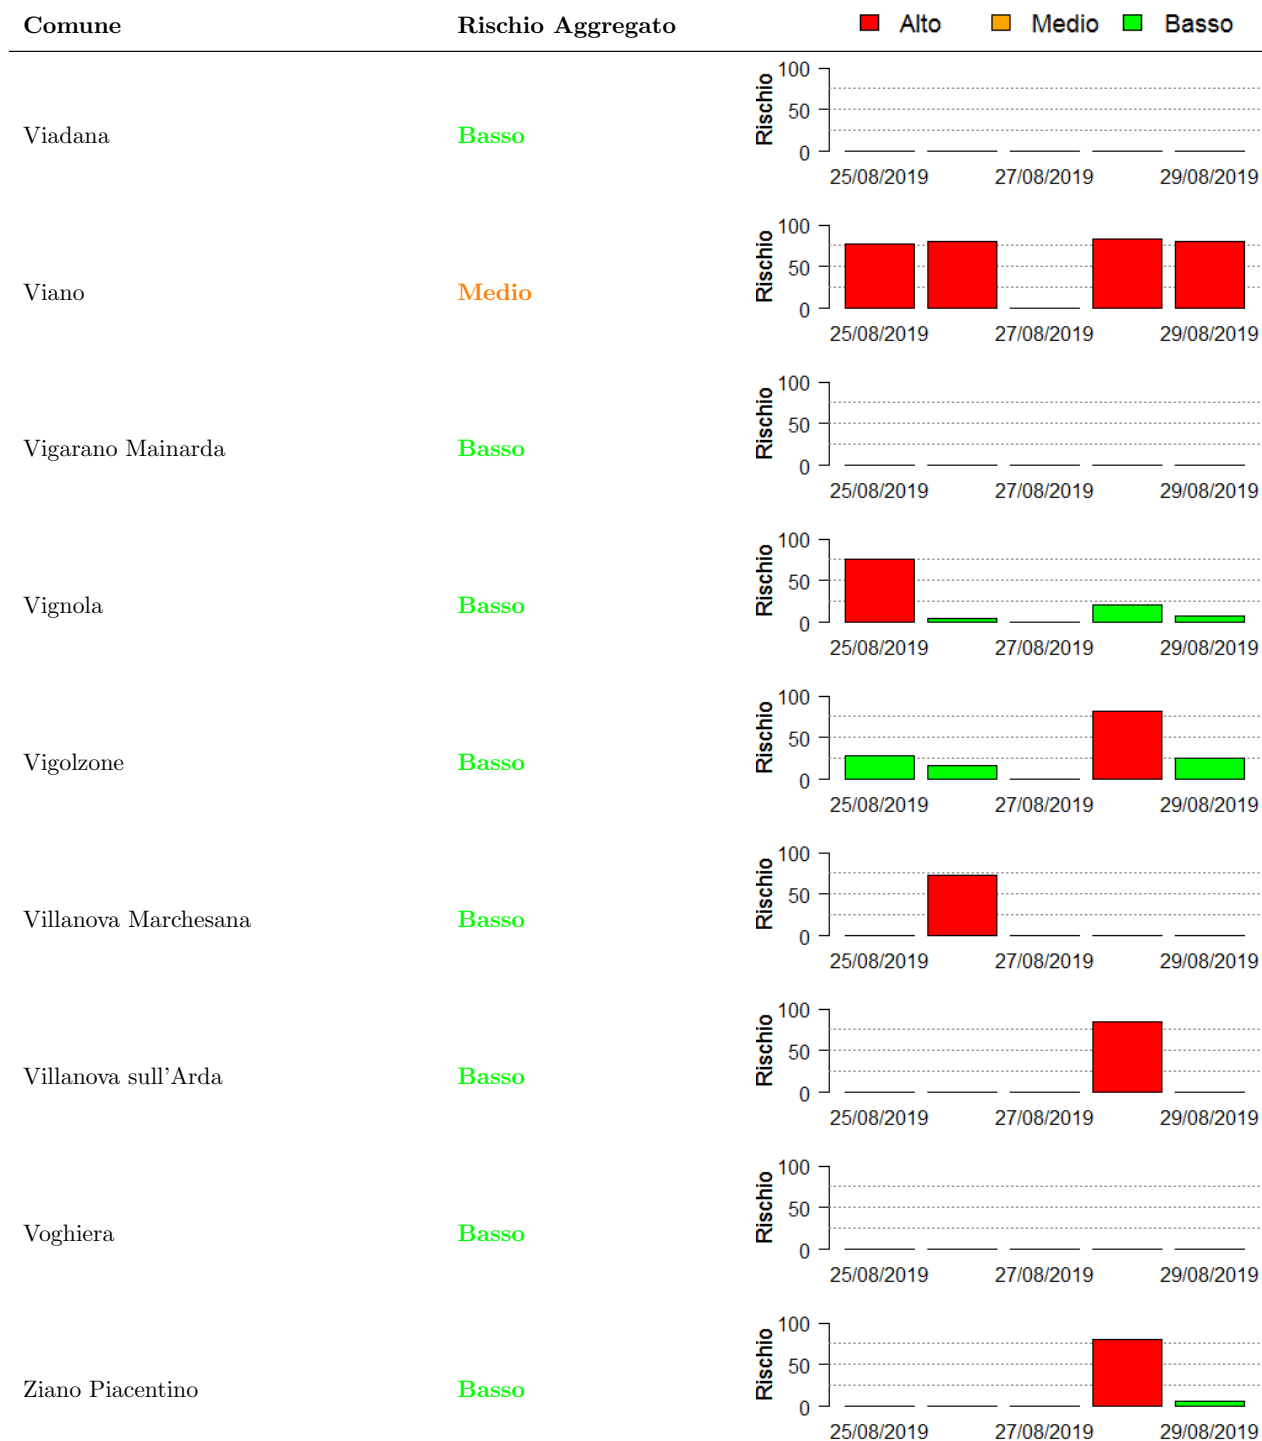 Comune Rischio Aggregato Alto Medio Basso
100
50
0
Rischio
Viadana Basso
25/08/2019 27/08/2019 29/08/2019
100
50
0
Rischio
Viano Medio
25/08/2019 27/08/2019 29/08/2019
100
50
0
Rischio
Vigarano Mainarda Basso
25/08/2019 27/08/2019 29/08/2019
100
50
0
Rischio
Vignola Basso
25/08/2019 27/08/2019 29/08/2019
100
50
0
Rischio
Vigolzone Basso
25/08/2019 27/08/2019 29/08/2019
100
50
0
Rischio
Villanova Marchesana Basso
25/08/2019 27/08/2019 29/08/2019
100
50
0
Rischio
Villanova sull'Arda Basso
25/08/2019 27/08/2019 29/08/2019
100
50
0
Rischio
Voghiera Basso
25/08/2019 27/08/2019 29/08/2019
100
50
0
Rischio
Ziano Piacentino Basso
25/08/2019 27/08/2019 29/08/2019